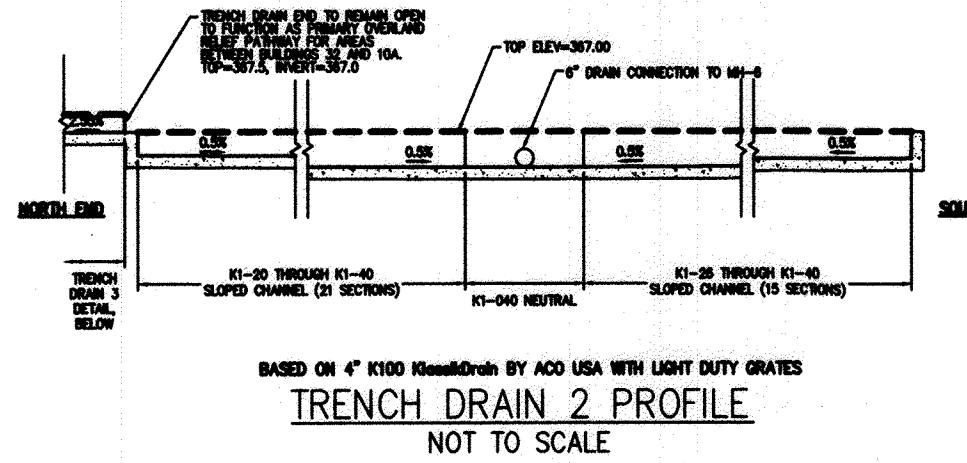 TRENCH DRAIN END TO REMAIN OPEN
TO FUNCTION AS PRIMARY OVERLAND
RELIEF PATHWAY FOR AREAS
BETWEEN BUILDINGS 32 AND 10A.
TOP=367.5, INVERT=367.0
TOP ELEV=367.00
6" DRAIN CONNECTION TO MH-6
0.5%
0.5%
0.5%
0.5%
NORTH END
SOU
TRENCH
DRAIN 3
DETAIL,
BELOW
K1-20 THROUGH K1-40
SLOPED CHANNEL (21 SECTIONS)
K1-040 NEUTRAL
K1-26 THROUGH K1-40
SLOPED CHANNEL (15 SECTIONS)
BASED ON 4" K100 KlassikDrain BY ACO USA WITH LIGHT DUTY GRATES
TRENCH DRAIN 2 PROFILE
NOT TO SCALE